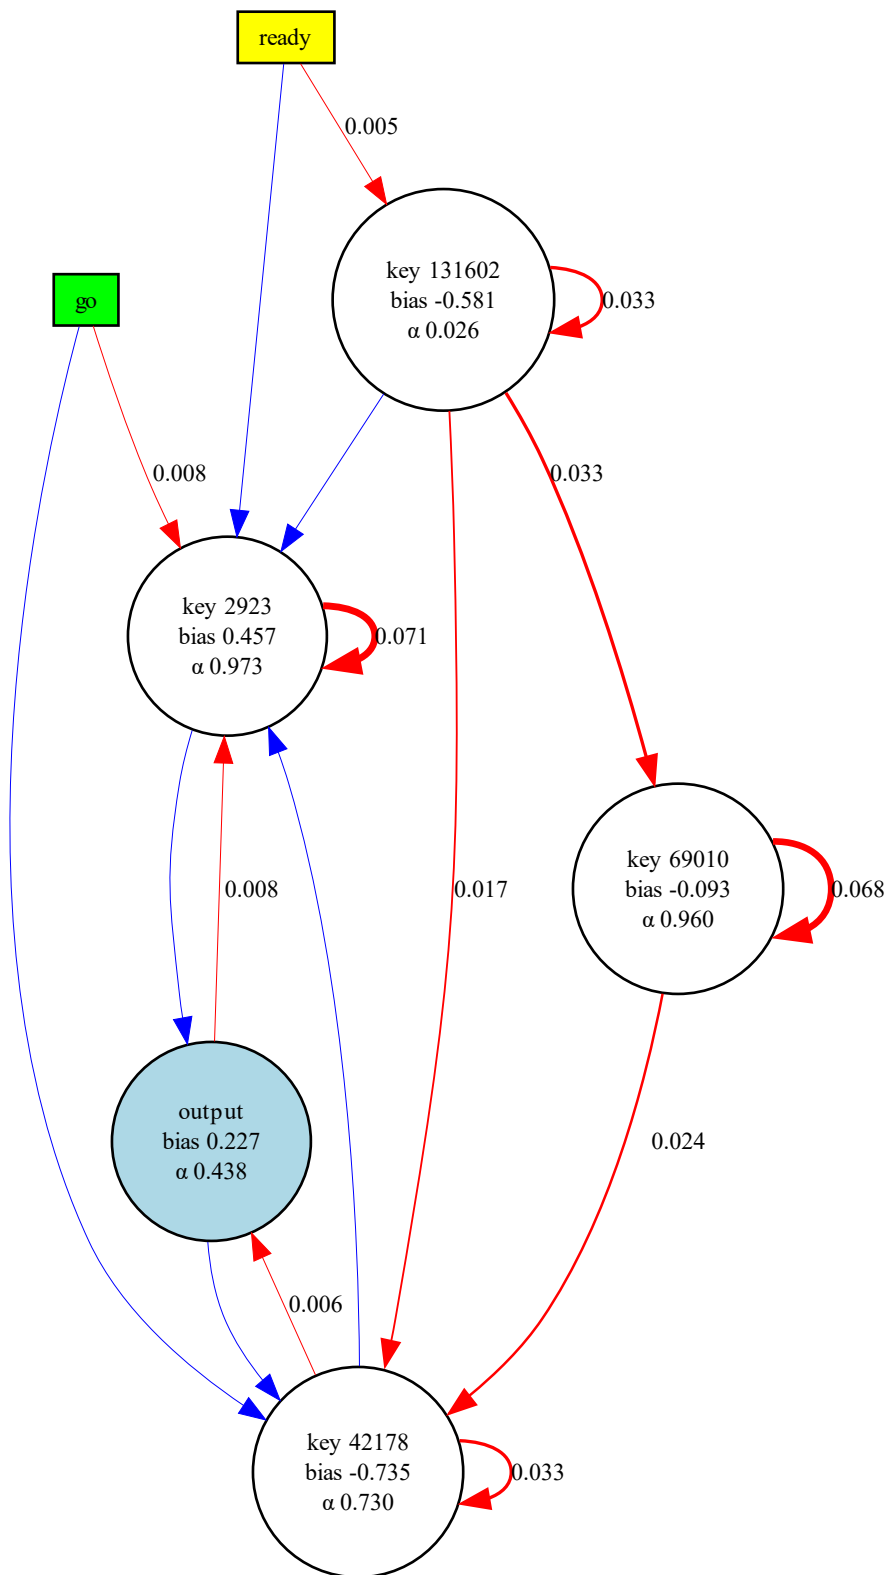 ready
0.005
key 131602
bias -0.581
α 0.026
0.033
go
0.008
0.033
key 2923
bias 0.457
α 0.973
0.071
key 69010
bias -0.093
α 0.960
0.068
0.008
0.017
output
bias 0.227
α 0.438
0.024
0.006
key 42178
bias -0.735
α 0.730
0.033